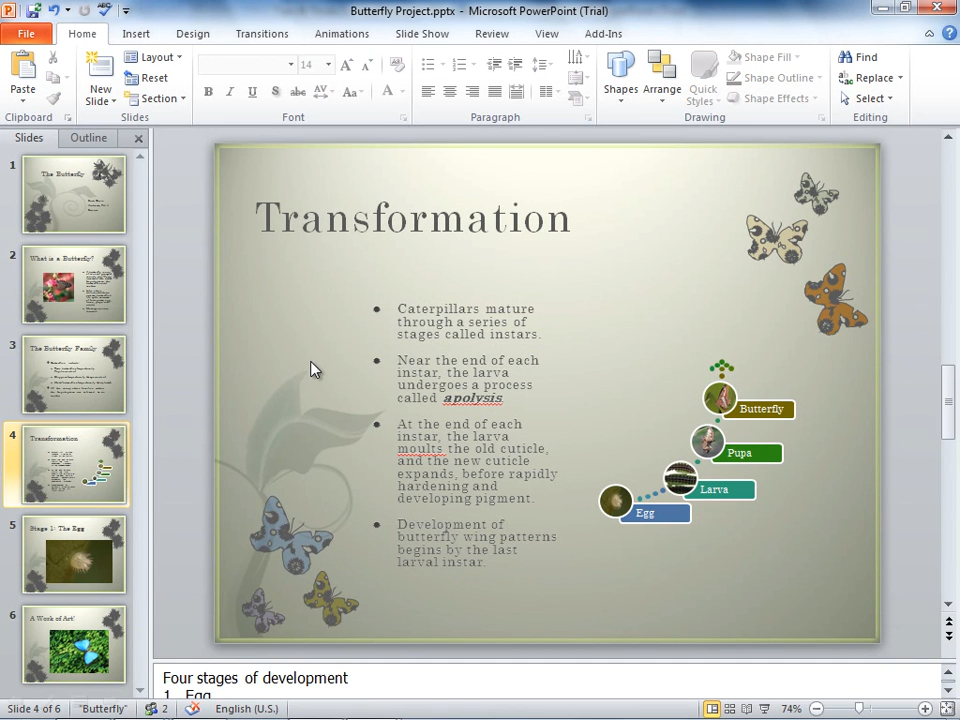 Butterfly Project.pptx - Microsoft PowerPoint (Trial)
File Home Insert Design Transitions Animations Slide Show Review View Add-Ins
Paste
Clipboard
New Slide
Layout
Reset
Section
Slides
14
Font
Paragraph
Shapes
Arrange
Quick Styles
Shape Fill
Shape Outline
Shape Effects
Drawing
Find
Replace
Select
Editing
Slides Outline
1
The Butterfly
2
What is a Butterfly?
3
The Butterfly Family
4
Transformation
5
Stage 1: The Egg
6
A Work of Art!
Transformation
• Caterpillars mature
through a series of
stages called instars.
• Near the end of each
instar, the larva
undergoes a process
called apolysis
• At the end of each
instar, the larva
moults the old cuticle,
and the new cuticle
expands, before rapidly
hardening and
developing pigment.
• Development of
butterfly wing patterns
begins by the last
larval instar.
Butterfly
Pupa
Larva
Egg
Four stages of development
1. Egg
Slide 4 of 6 "Butterfly" 2 English (U.S.) 74%